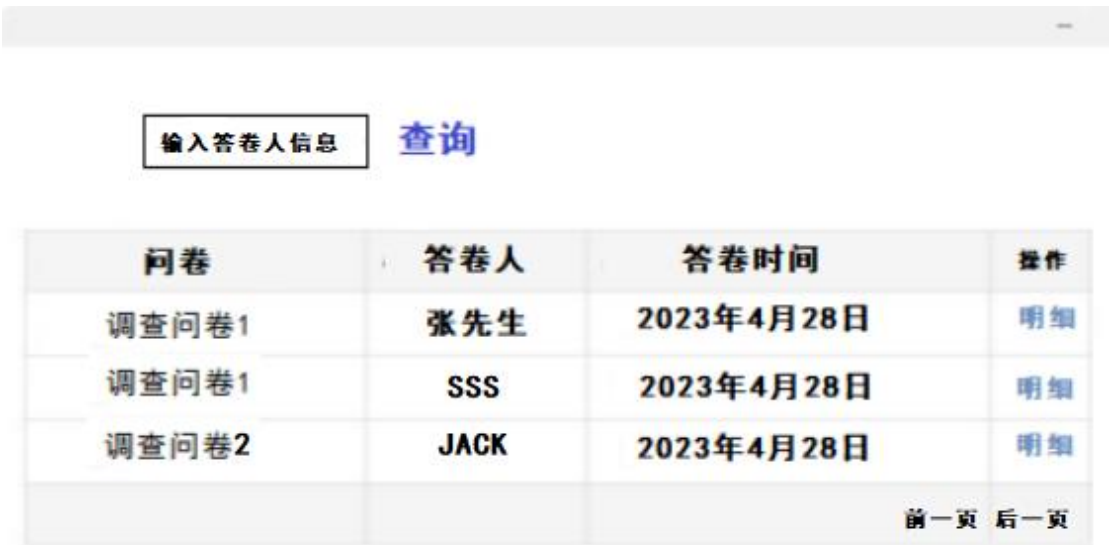 输入答卷人信息 查询
问卷 答卷人 答卷时间 操作
调查问卷1 张先生 2023年4月28日 明细
调查问卷1 SSS 2023年4月28日 明细
调查问卷2 JACK 2023年4月28日 明细
前一页 后一页